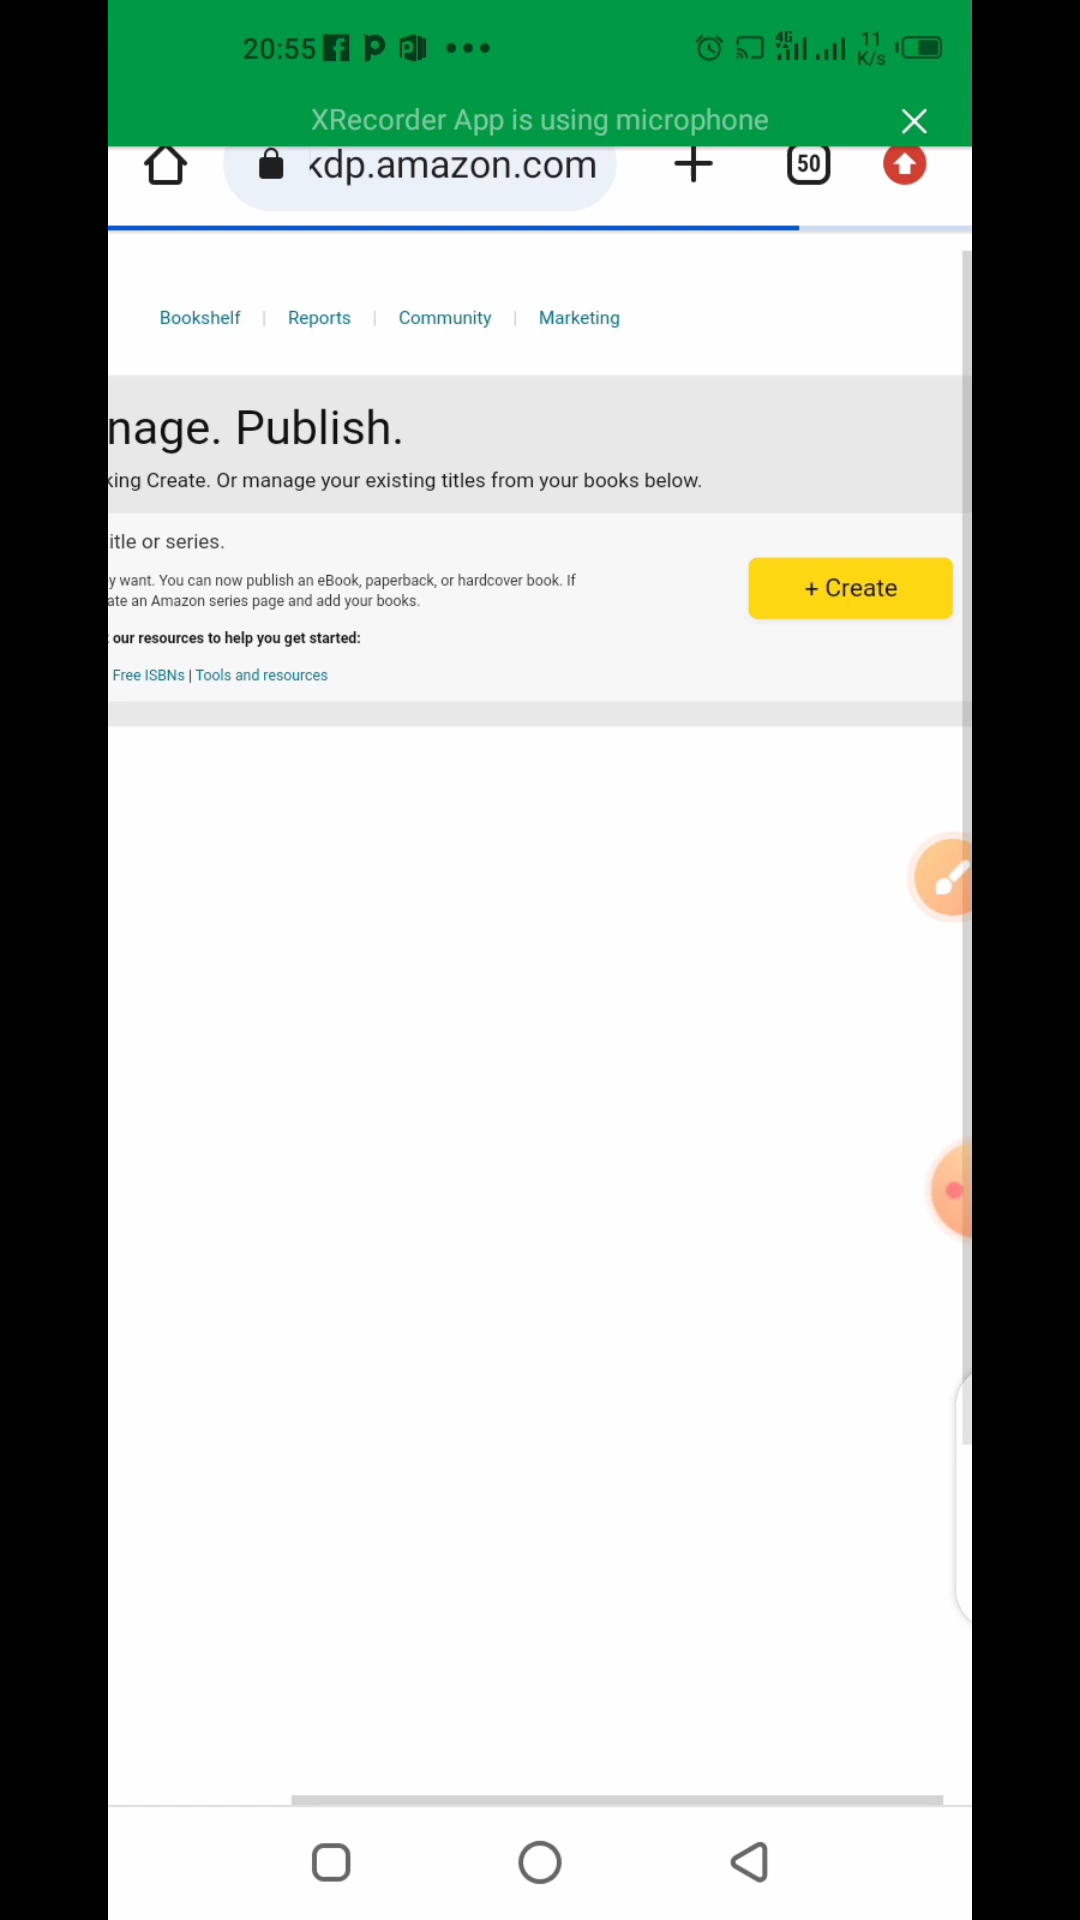 20:55
4G
11
K/s
XRecorder App is using microphone
kdp.amazon.com
50
Bookshelf | Reports | Community | Marketing
nage. Publish.
king Create. Or manage your existing titles from your books below.
itle or series.
y want. You can now publish an eBook, paperback, or hardcover book. If
ate an Amazon series page and add your books.
+ Create
: our resources to help you get started:
Free ISBNs | Tools and resources